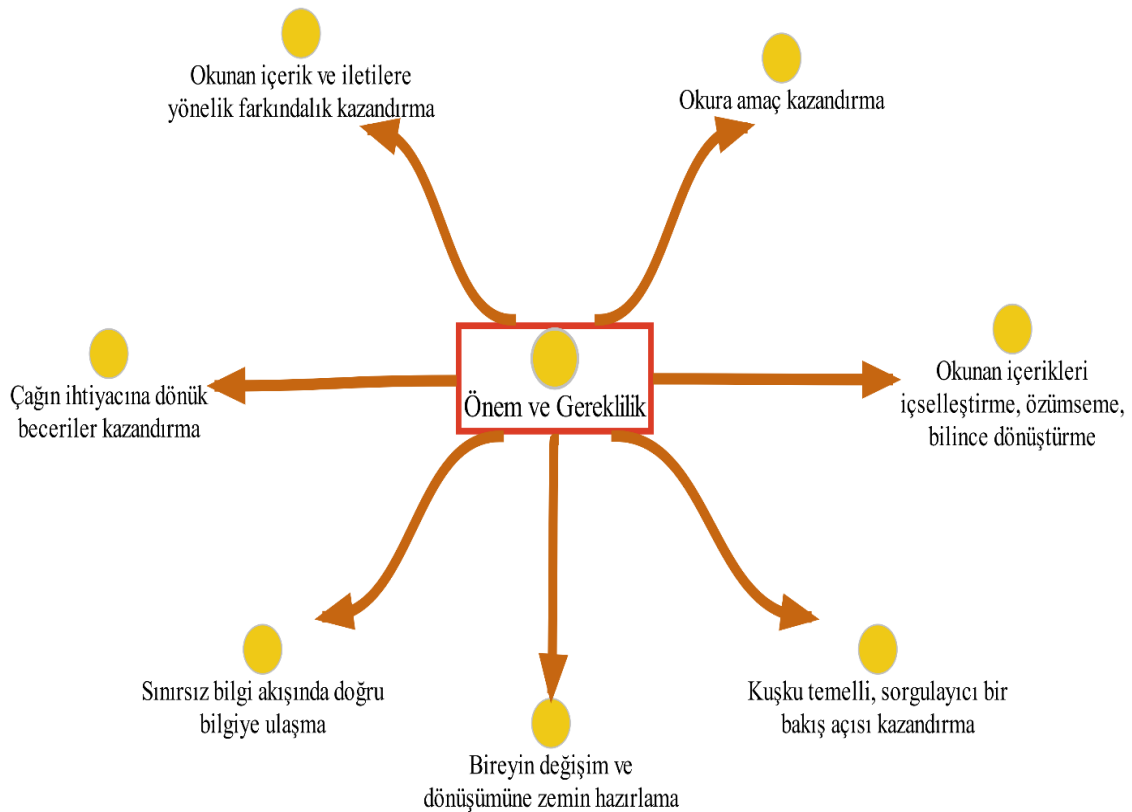 Okunan içerik ve iletilere
yönelik farkındalık kazandırma
Okura amaç kazandırma
Çağın ihtiyacına dönük
beceriler kazandırma
Önem ve Gereklilik
Okunan içerikleri
içselleştirme, özümseme,
bilince dönüştürme
Sınırsız bilgi akışında doğru
bilgiye ulaşma
Bireyin değişim ve
dönüşümüne zemin hazırlama
Kuşku temelli, sorgulayıcı bir
bakış açısı kazandırma